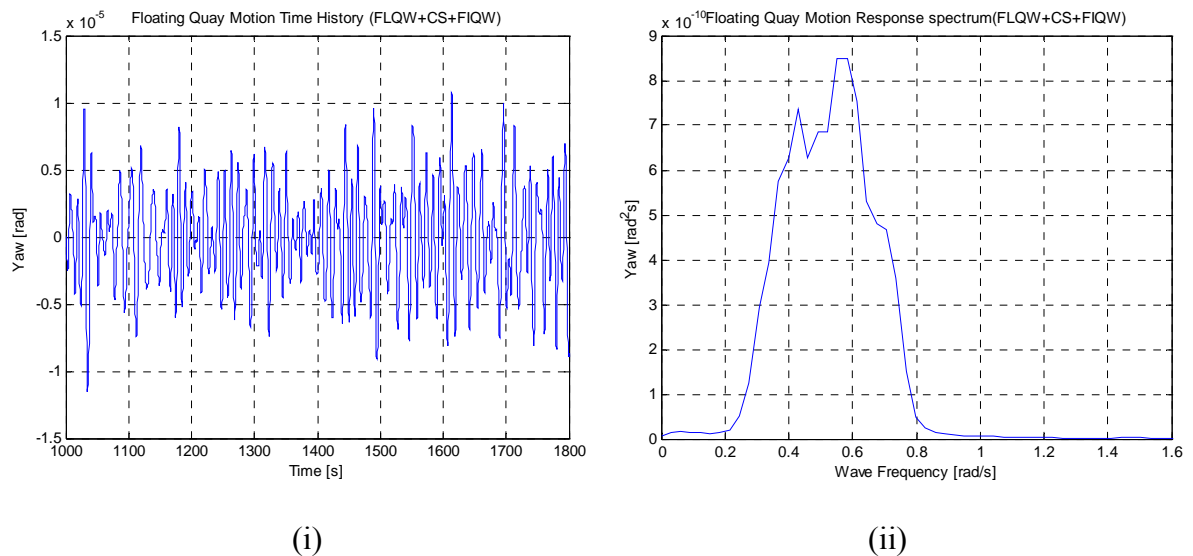 x 10-5
Floating Quay Motion Time History (FLQW+CS+FIQW)
1.5
1
0.5
0
-0.5
-1
-1.5
Yaw [rad]
1000 1100 1200 1300 1400 1500 1600 1700 1800
Time [s]
(i)
x 10-10
Floating Quay Motion Response spectrum(FLQW+CS+FIQW)
9
8
7
6
5
4
3
2
1
0
Yaw [rad2s]
0 0.2 0.4 0.6 0.8 1 1.2 1.4 1.6
Wave Frequency [rad/s]
(ii)